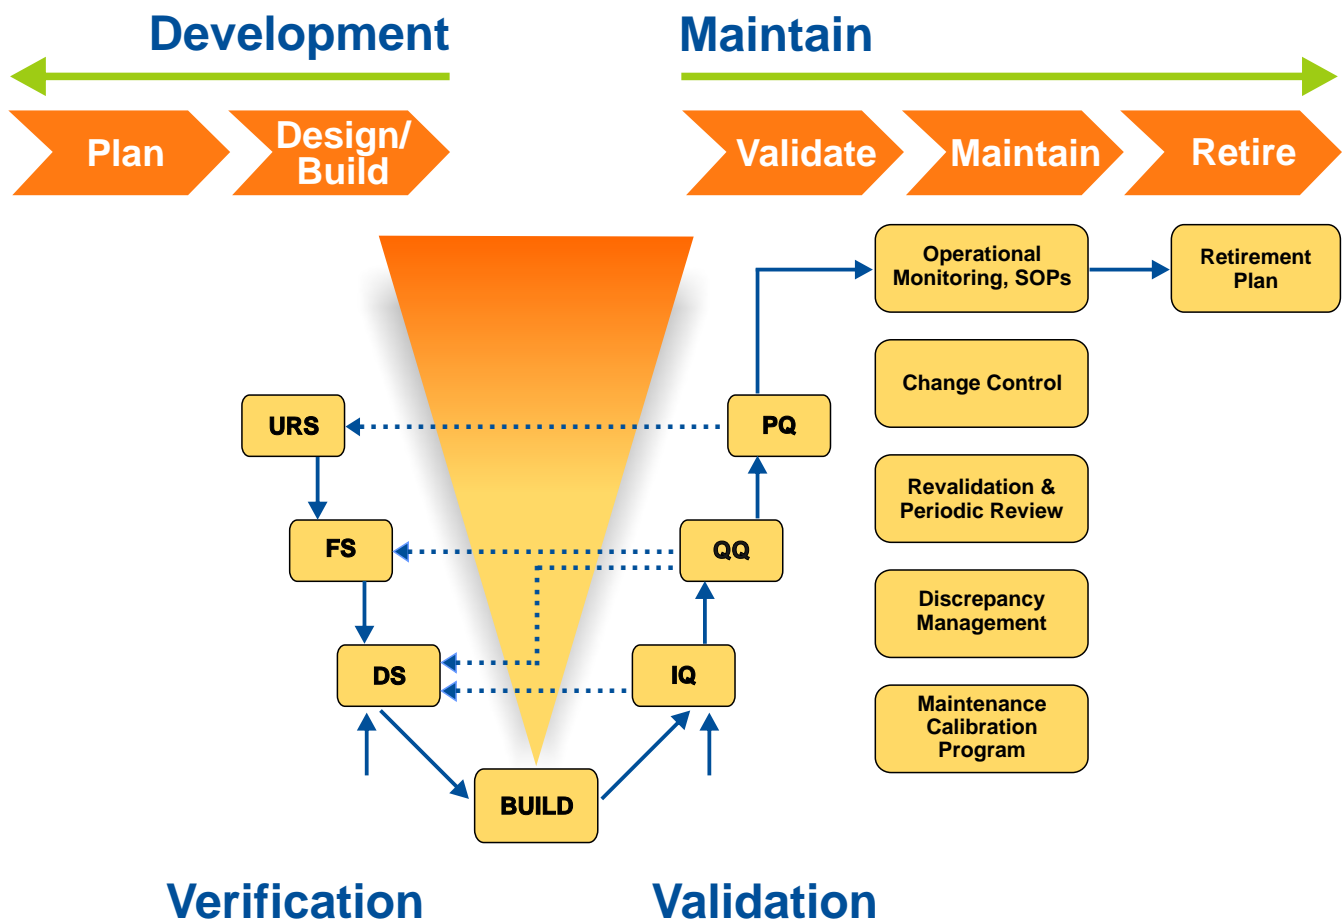 Development
Maintain
Plan
Design/
Build
Validate
Maintain
Retire
Operational
Monitoring, SOPs
Retirement
Plan
Change Control
URS
PQ
Revalidation &
Periodic Review
FS
QQ
Discrepancy
Management
DS
IQ
Maintenance
Calibration
Program
BUILD
Verification
Validation